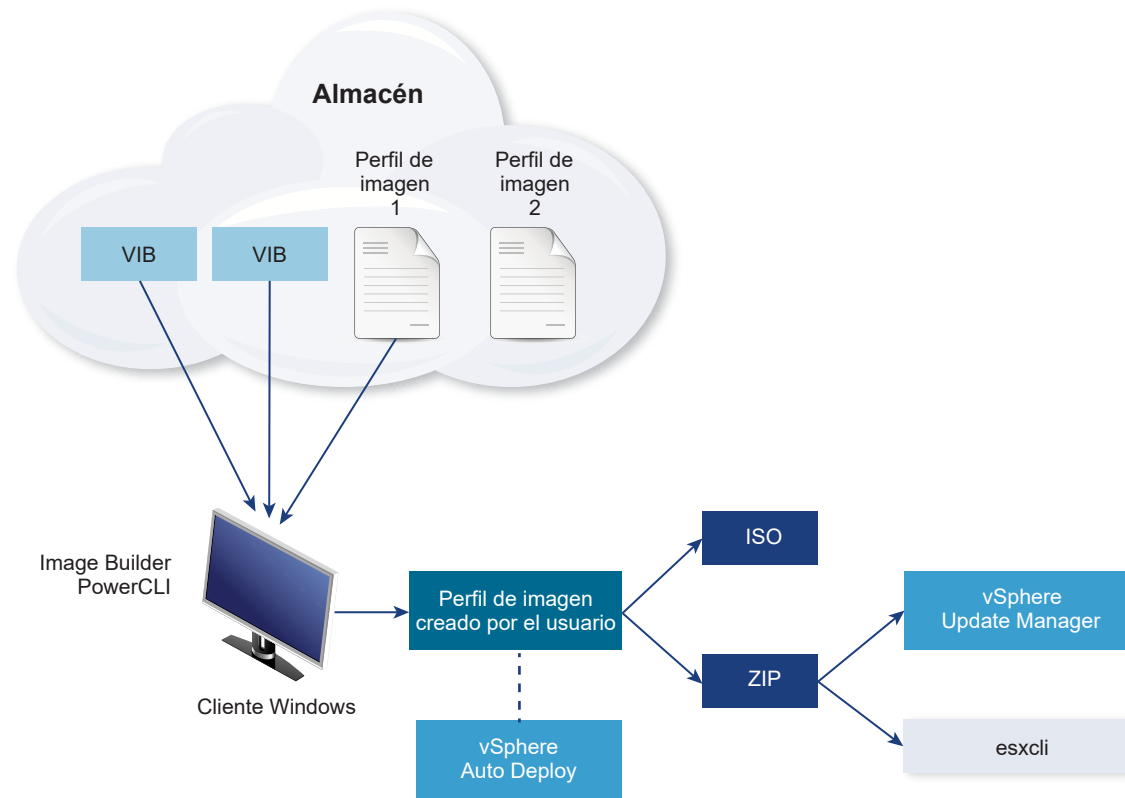 Almacén
Perfil de
imagen
1
Perfil de
imagen
2
VIB
VIB
Image Builder
PowerCLI
Cliente Windows
Perfil de imagen
creado por el usuario
vSphere
Auto Deploy
ISO
ZIP
vSphere
Update Manager
esxcli